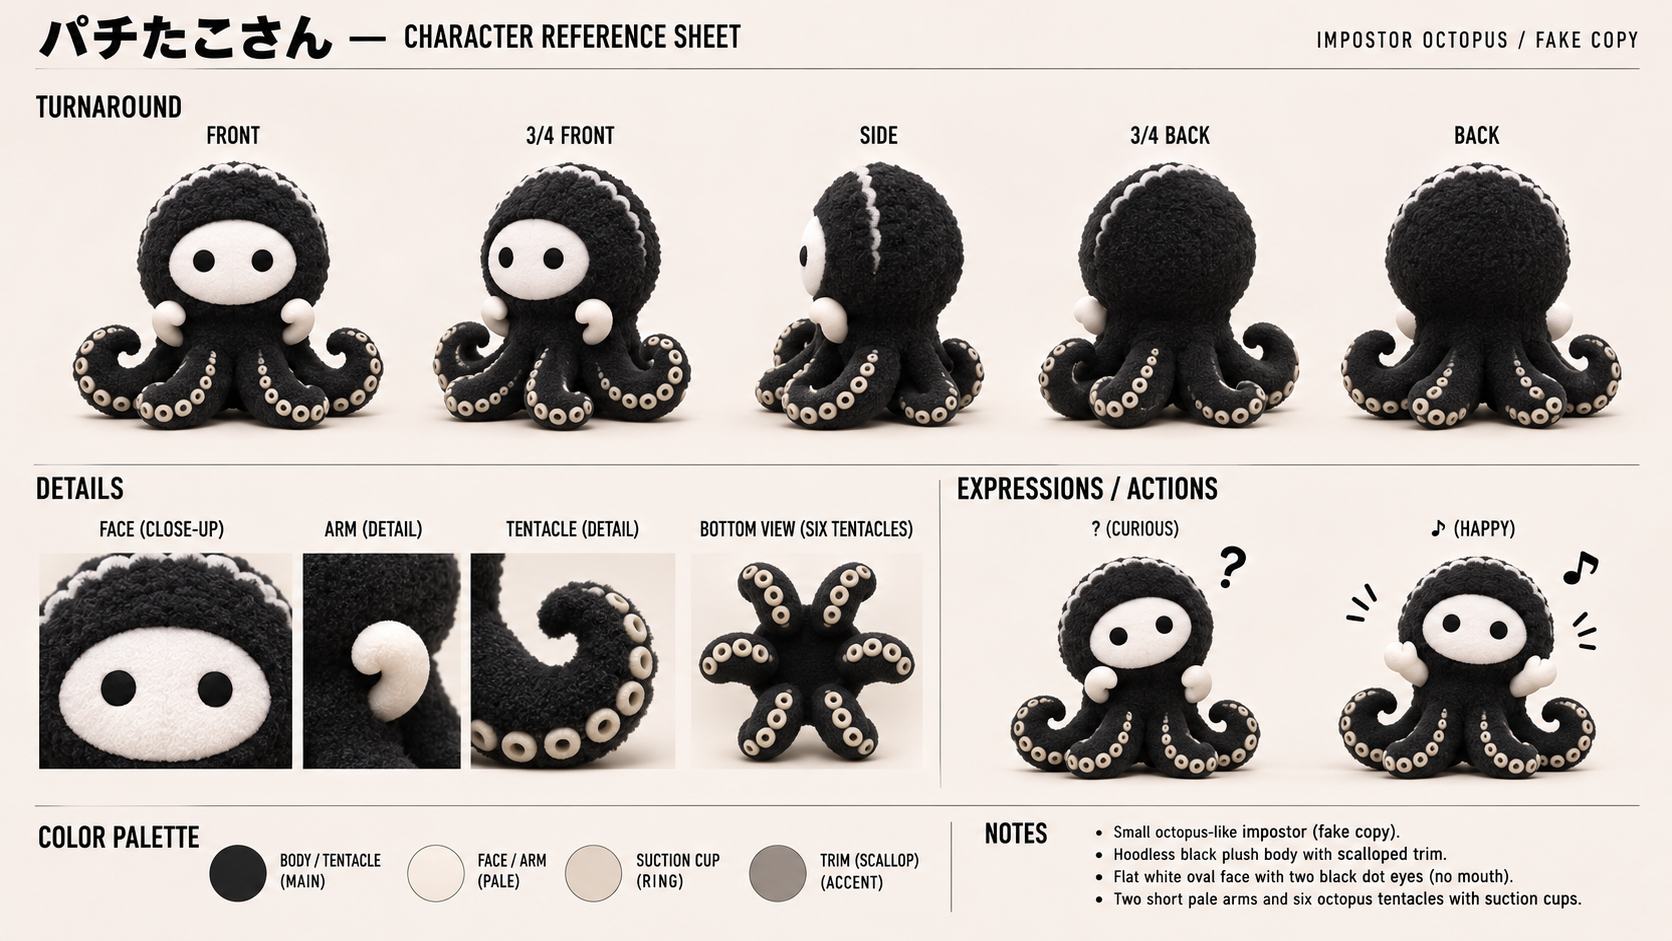 パチたこさん — CHARACTER REFERENCE SHEET
IMPOSTOR OCTOPUS / FAKE COPY
TURNAROUND
FRONT
3/4 FRONT
SIDE
3/4 BACK
BACK
DETAILS
FACE (CLOSE-UP)
ARM (DETAIL)
TENTACLE (DETAIL)
BOTTOM VIEW (SIX TENTACLES)
EXPRESSIONS / ACTIONS
? (CURIOUS)
?
♪ (HAPPY)
♪
COLOR PALETTE
BODY / TENTACLE
(MAIN)
FACE / ARM
(PALE)
SUCTION CUP
(RING)
TRIM (SCALLOP)
(ACCENT)
NOTES
• Small octopus-like impostor (fake copy).
• Hoodless black plush body with scalloped trim.
• Flat white oval face with two black dot eyes (no mouth).
• Two short pale arms and six octopus tentacles with suction cups.